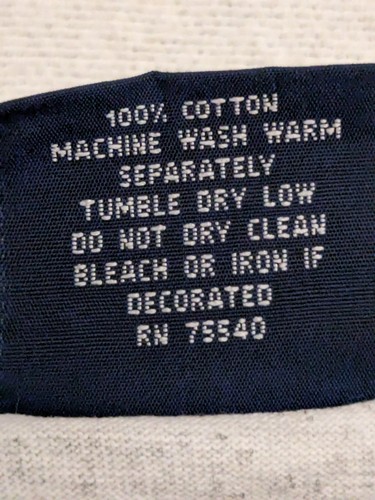 100% COTTON
MACHINE WASH WARM
SEPARATELY
TUMBLE DRY LOW
DO NOT DRY CLEAN
BLEACH OR IRON IF
DECORATED
RN 75540